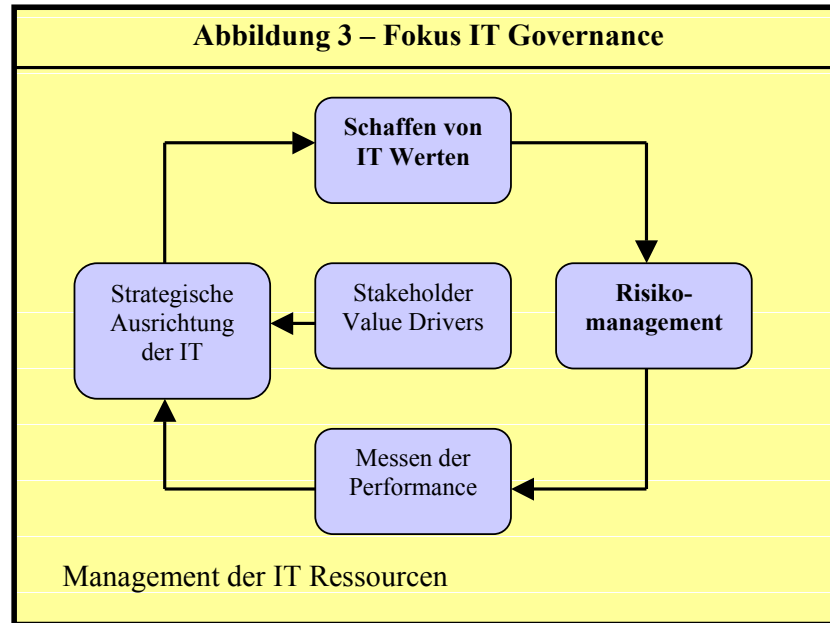 Abbildung 3 – Fokus IT Governance
Schaffen von
IT Werten
Strategische
Ausrichtung
der IT
Stakeholder
Value Drivers
Risiko-
management
Messen der
Performance
Management der IT Ressourcen